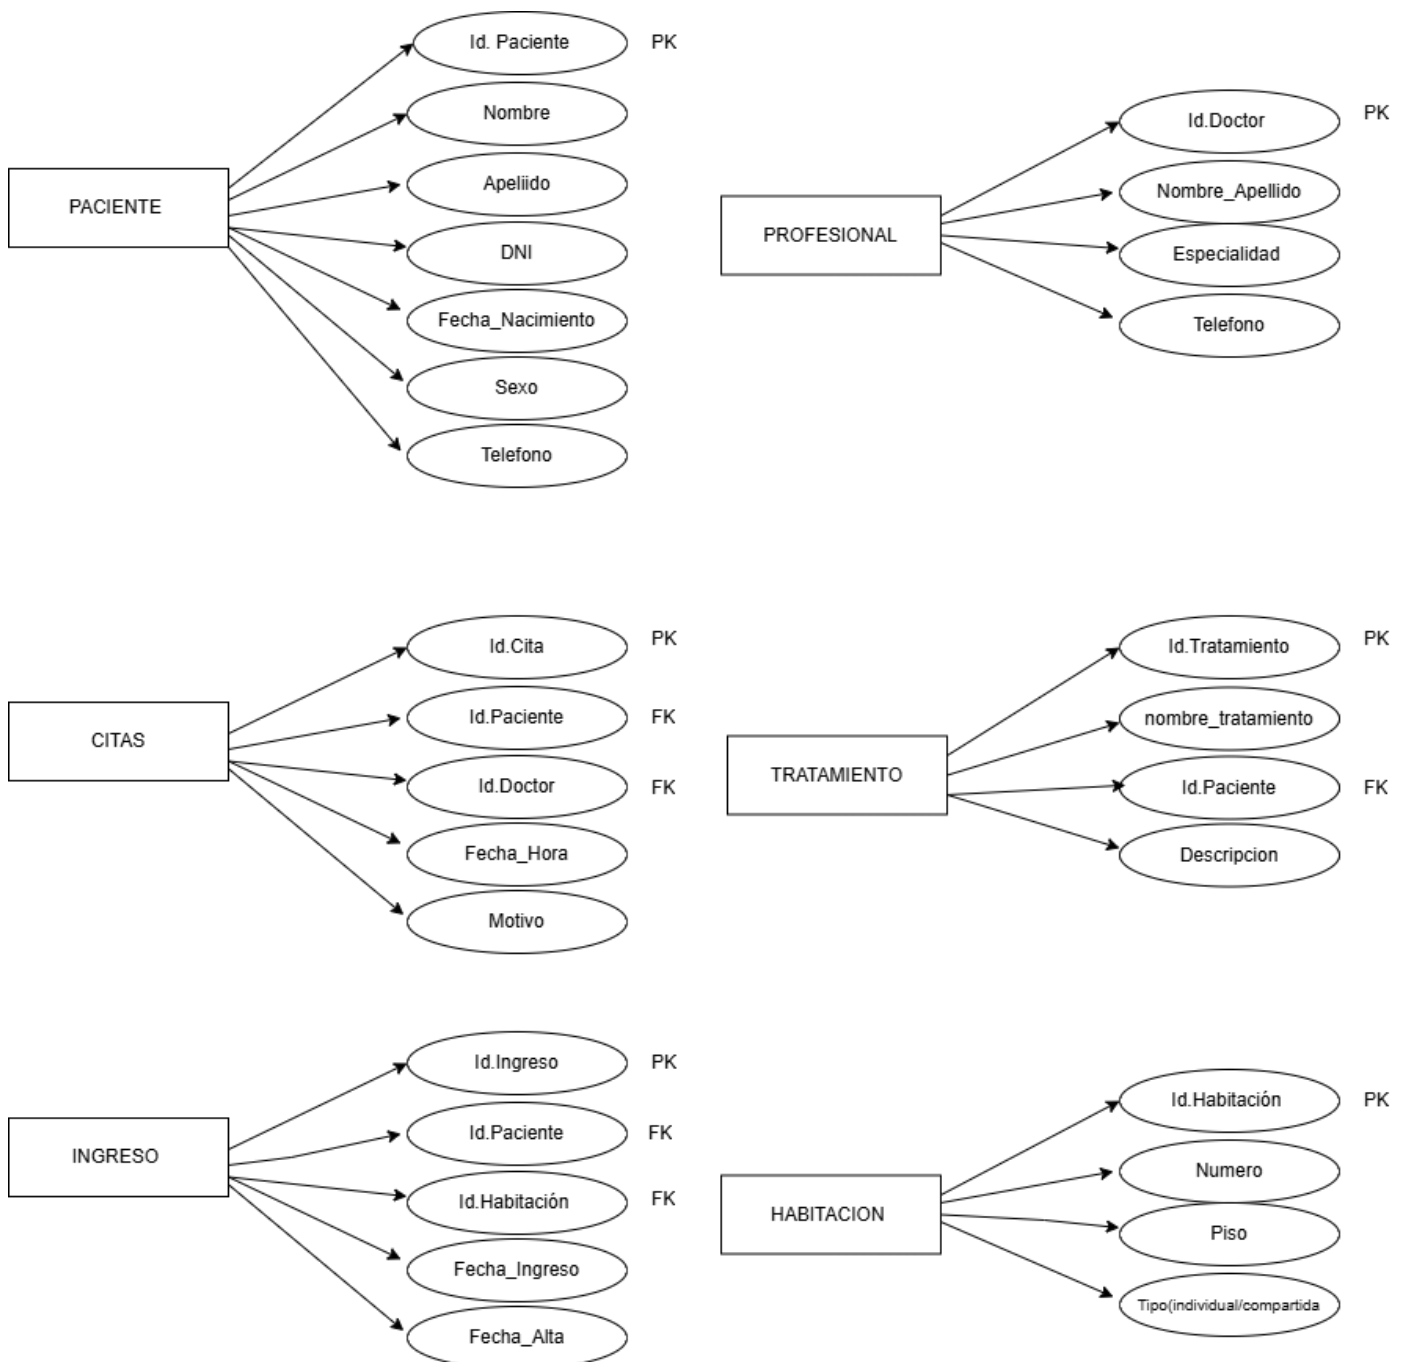 PACIENTE
Id. Paciente PK
Nombre
Apeliido
DNI
Fecha_Nacimiento
Sexo
Telefono
PROFESIONAL
Id.Doctor PK
Nombre_Apellido
Especialidad
Telefono
CITAS
Id.Cita PK
Id.Paciente FK
Id.Doctor FK
Fecha_Hora
Motivo
TRATAMIENTO
Id.Tratamiento PK
nombre_tratamiento
Id.Paciente FK
Descripcion
INGRESO
Id.Ingreso PK
Id.Paciente FK
Id.Habitación FK
Fecha_Ingreso
Fecha_Alta
HABITACION
Id.Habitación PK
Numero
Piso
Tipo(individual/compartida